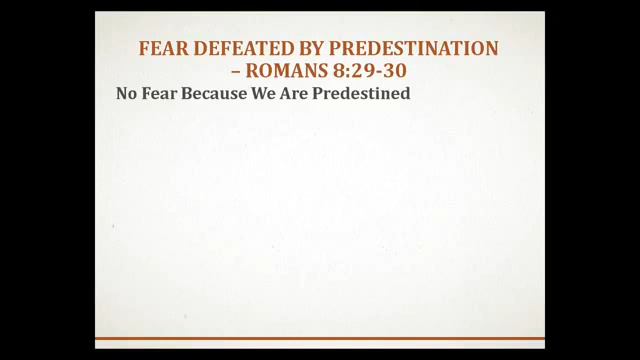 FEAR DEFEATED BY PREDESTINATION
– ROMANS 8:29-30
No Fear Because We Are Predestined